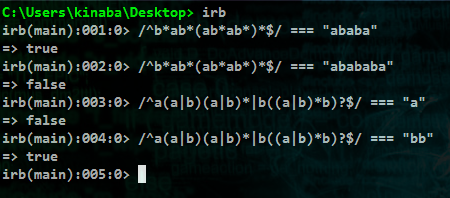 C:\Users\kinaba\Desktop> irb
irb(main):001:0> /^b*ab*(ab*ab*)*$/ === "ababa"
=> true
irb(main):002:0> /^b*ab*(ab*ab*)*$/ === "abababa"
=> false
irb(main):003:0> /^a(a|b)(a|b)*|b((a|b)*b)?$/ === "a"
=> false
irb(main):004:0> /^a(a|b)(a|b)*|b((a|b)*b)?$/ === "bb"
=> true
irb(main):005:0>